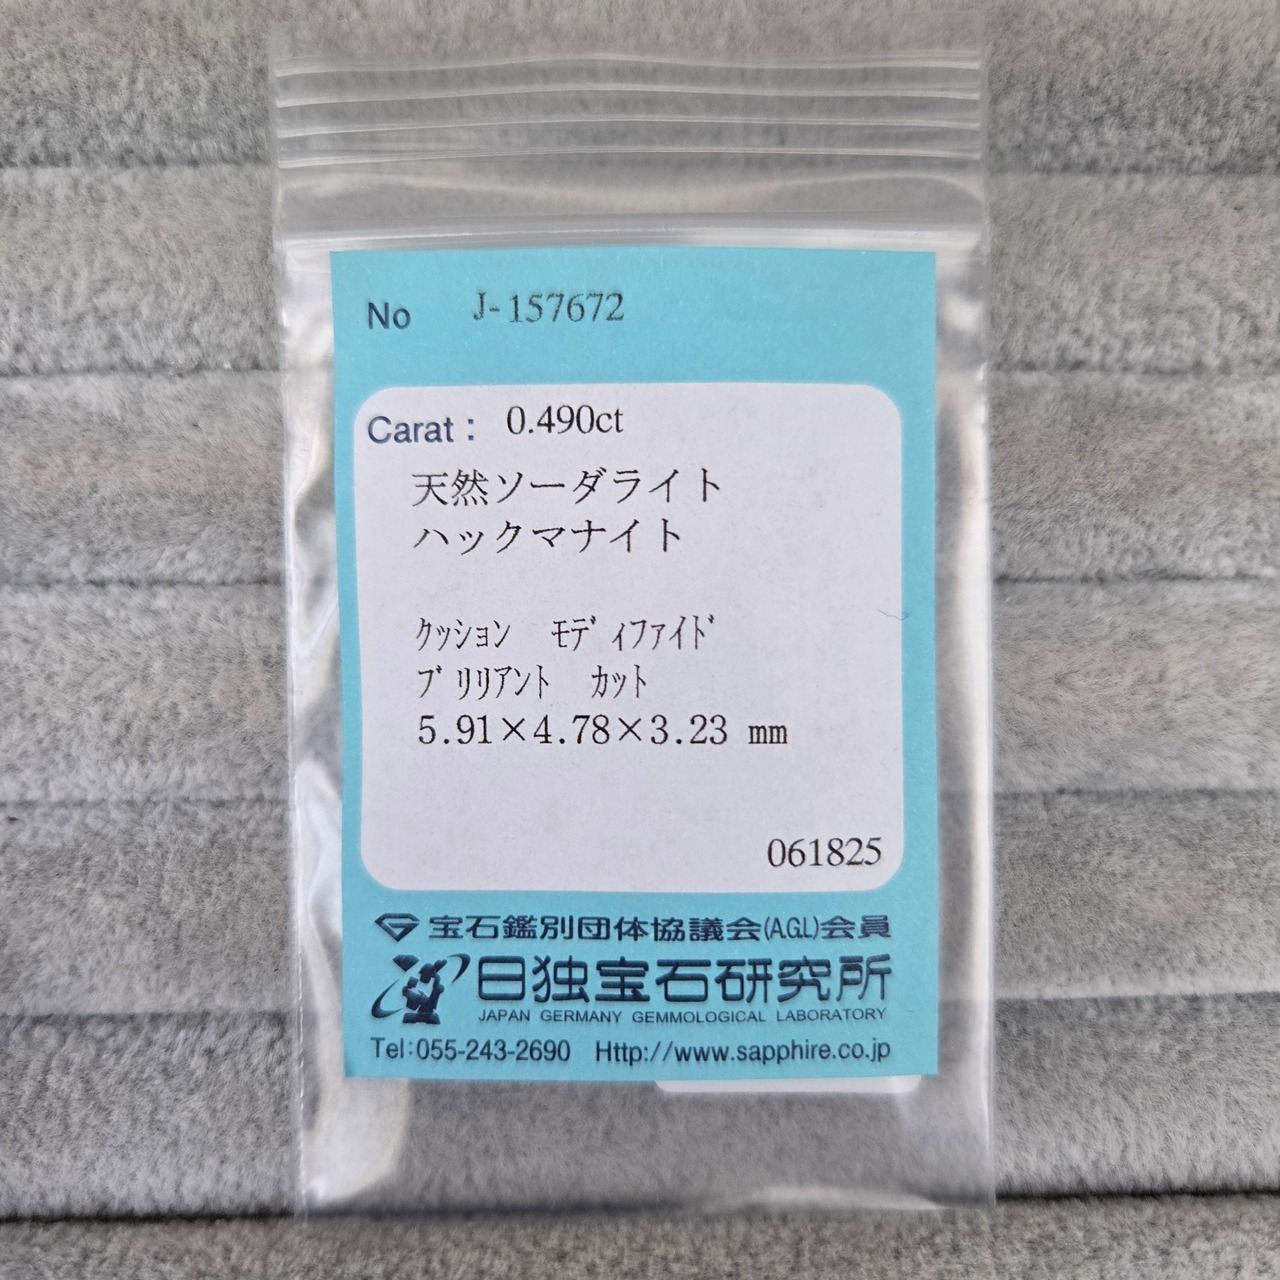 No J-157672
Carat: 0.490ct
天然ソーダライト
ハックマナイト
ｸｯｼｮﾝ ﾓﾃﾞｨﾌｧｲﾄﾞ
ﾌﾞﾘﾘｱﾝﾄ ｶｯﾄ
5.91×4.78×3.23 mm
061825
宝石鑑別団体協議会(AGL)会員
日独宝石研究所
JAPAN GERMANY GEMMOLOGICAL LABORATORY
Tel:055-243-2690 Http://www.sapphire.co.jp